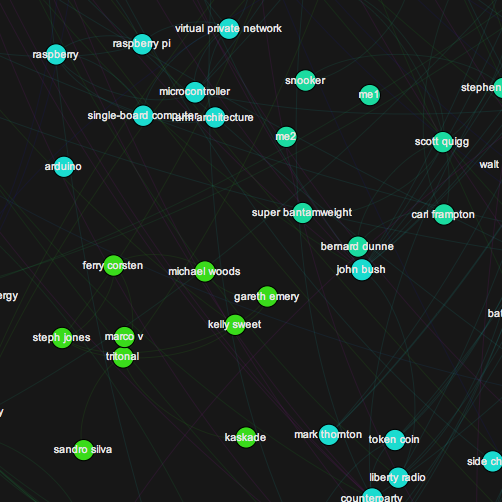 virtual private network
raspberry pi
raspberry
snooker
microcontroller
me1
stephen
single-board computer
arm architecture
me2
scott quigg
arduino
wait
super bantamweight
carl frampton
bernard dunne
ferry corsten
michael woods
john bush
ergy
gareth emery
bat
kelly sweet
steph jones
marco v
tritonal
y
kaskade
mark thornton
token coin
sandro silva
side ch
liberty radio
counterparty